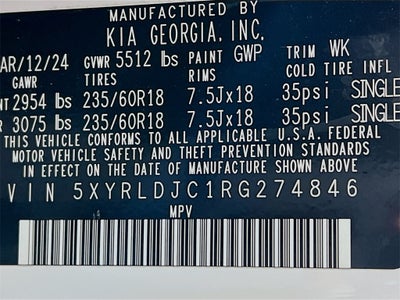 MANUFACTURED BY
KIA GEORGIA, INC.
AR/12/24 GVWR 5512 lbs PAINT GWP TRIM WK
GAWR TIRES RIMS COLD TIRE INFL
NT 2954 lbs 235/60R18 7.5Jx18 35psi SINGLE
R 3075 lbs 235/60R18 7.5Jx18 35psi SINGLE
THIS VEHICLE CONFORMS TO ALL APPLICABLE U.S.A. FEDERAL
MOTOR VEHICLE SAFETY AND THEFT PREVENTION STANDARDS
IN EFFECT ON THE DATE OF MANUFACTURE SHOWN ABOVE
VIN 5XYRLDJC1RG274846
MPV